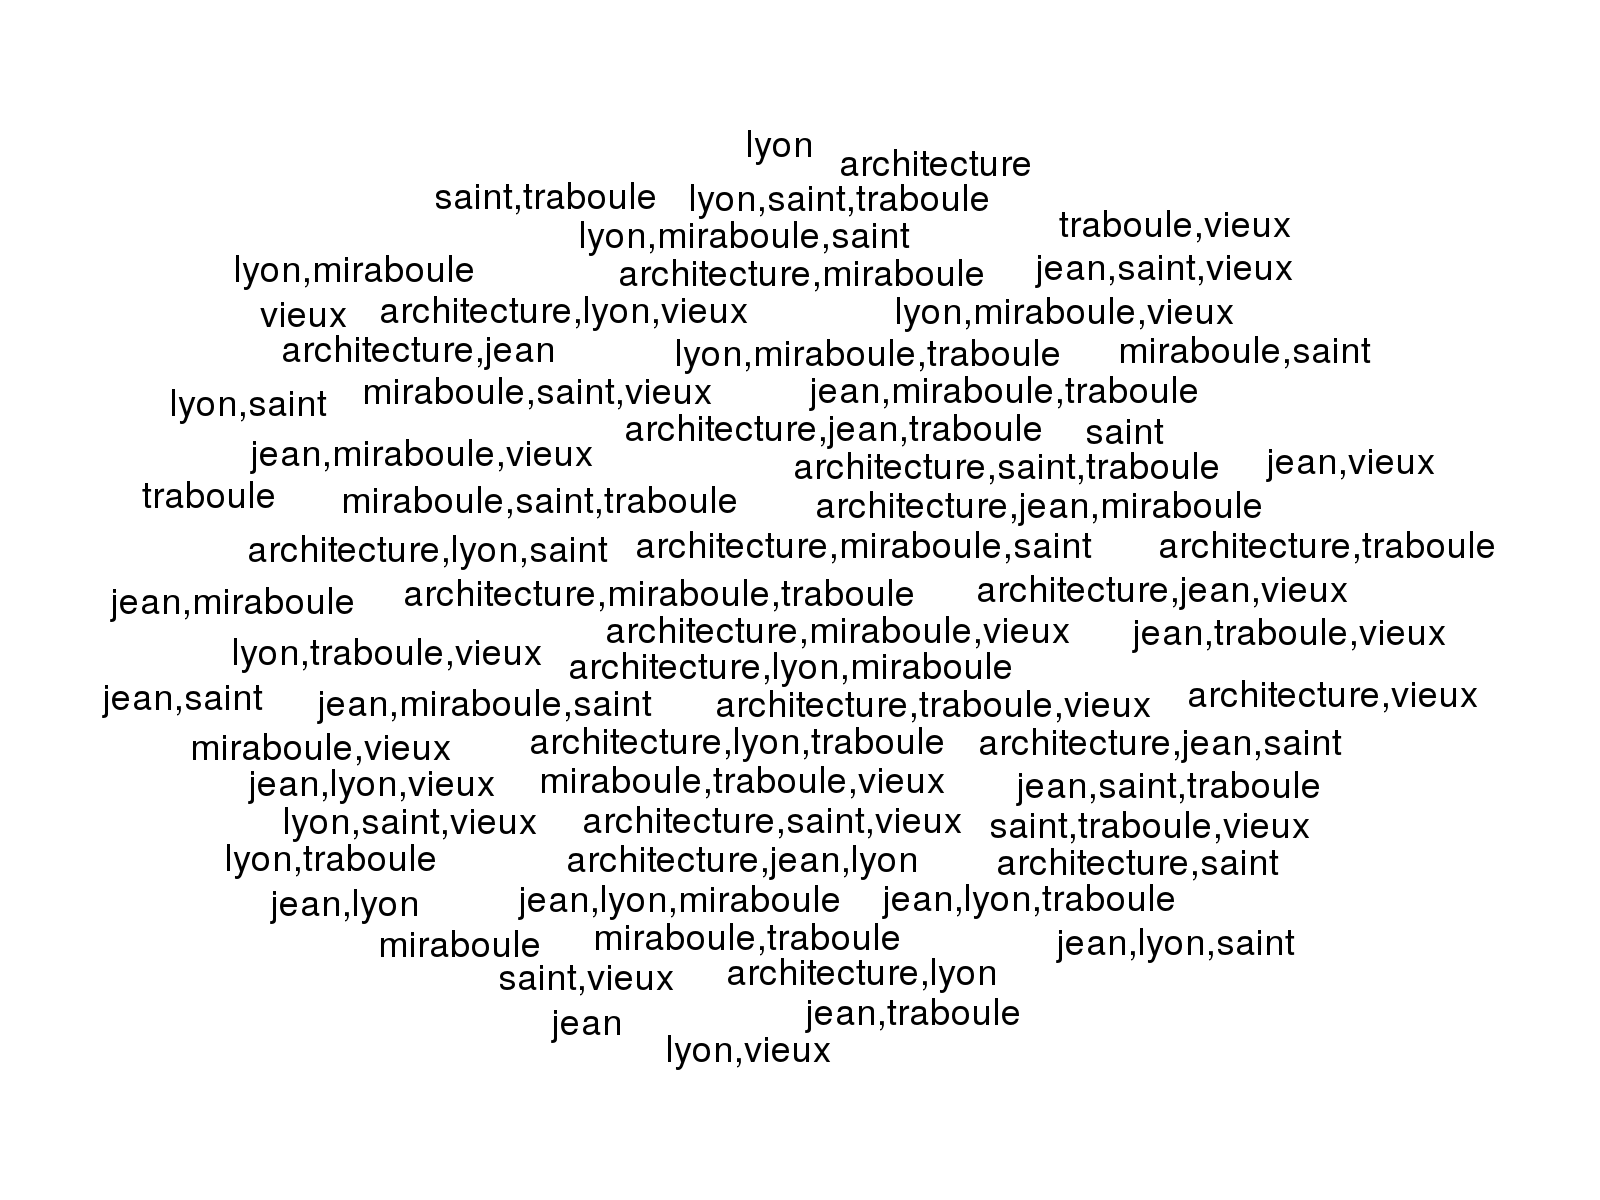 lyon
architecture
saint,traboule lyon,saint,traboule
traboule,vieux
lyon,miraboule,saint
lyon,miraboule architecture,miraboule jean,saint,vieux
vieux architecture,lyon,vieux lyon,miraboule,vieux
architecture,jean lyon,miraboule,traboule miraboule,saint
lyon,saint miraboule,saint,vieux jean,miraboule,traboule
architecture,jean,traboule saint
jean,miraboule,vieux architecture,saint,traboule jean,vieux
traboule miraboule,saint,traboule architecture,jean,miraboule
architecture,lyon,saint architecture,miraboule,saint architecture,traboule
jean,miraboule architecture,miraboule,traboule architecture,jean,vieux
architecture,miraboule,vieux jean,traboule,vieux
lyon,traboule,vieux architecture,lyon,miraboule
jean,saint jean,miraboule,saint architecture,traboule,vieux architecture,vieux
miraboule,vieux architecture,lyon,traboule architecture,jean,saint
jean,lyon,vieux miraboule,traboule,vieux jean,saint,traboule
lyon,saint,vieux architecture,saint,vieux saint,traboule,vieux
lyon,traboule architecture,jean,lyon architecture,saint
jean,lyon jean,lyon,miraboule jean,lyon,traboule
miraboule miraboule,traboule jean,lyon,saint
saint,vieux architecture,lyon
jean jean,traboule
lyon,vieux